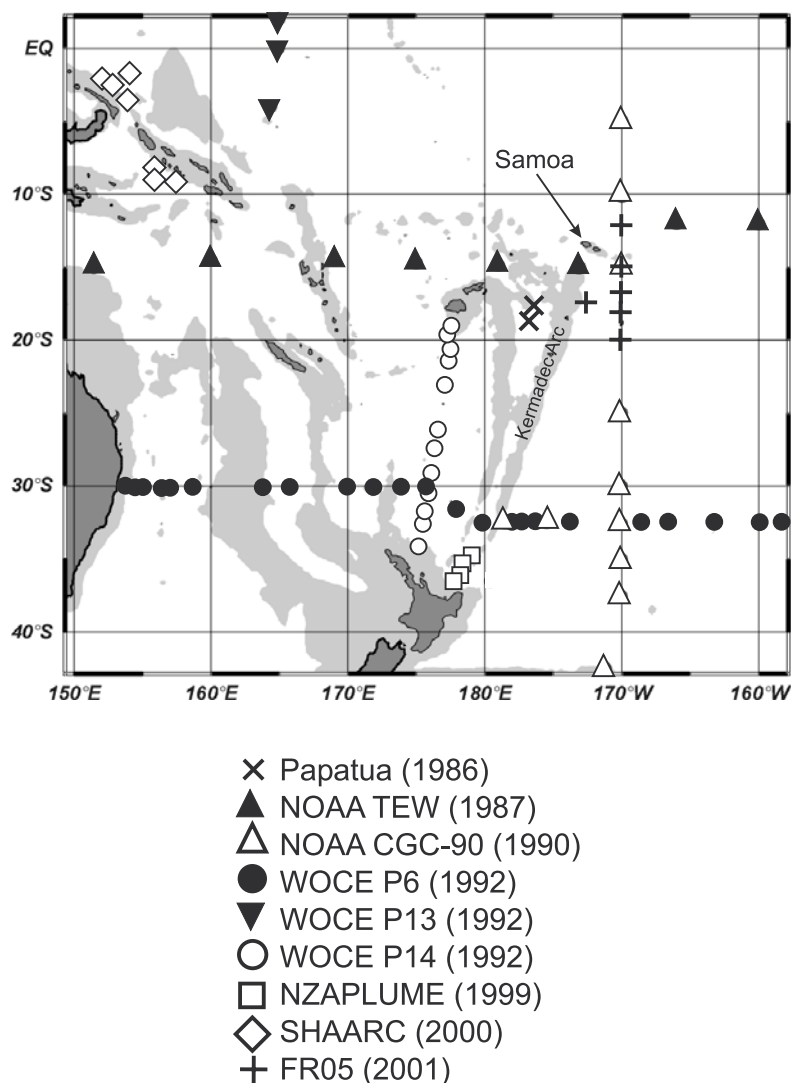 EQ
Samoa
10°S
20°S
Kermadec Arc
30°S
40°S
150°E
160°E
170°E
180°E
170°W
160°W
Papatua (1986)
NOAA TEW (1987)
NOAA CGC-90 (1990)
WOCE P6 (1992)
WOCE P13 (1992)
WOCE P14 (1992)
NZAPLUME (1999)
SHAARC (2000)
FR05 (2001)